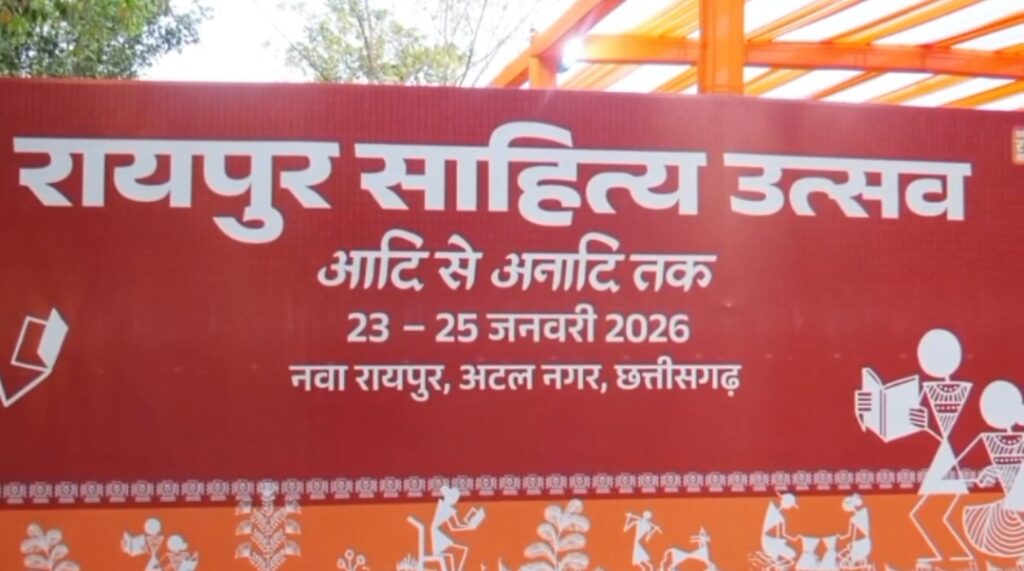 रायपुर साहित्य उत्सव
आदि से अनादि तक
23 – 25 जनवरी 2026
नवा रायपुर, अटल नगर, छत्तीसगढ़